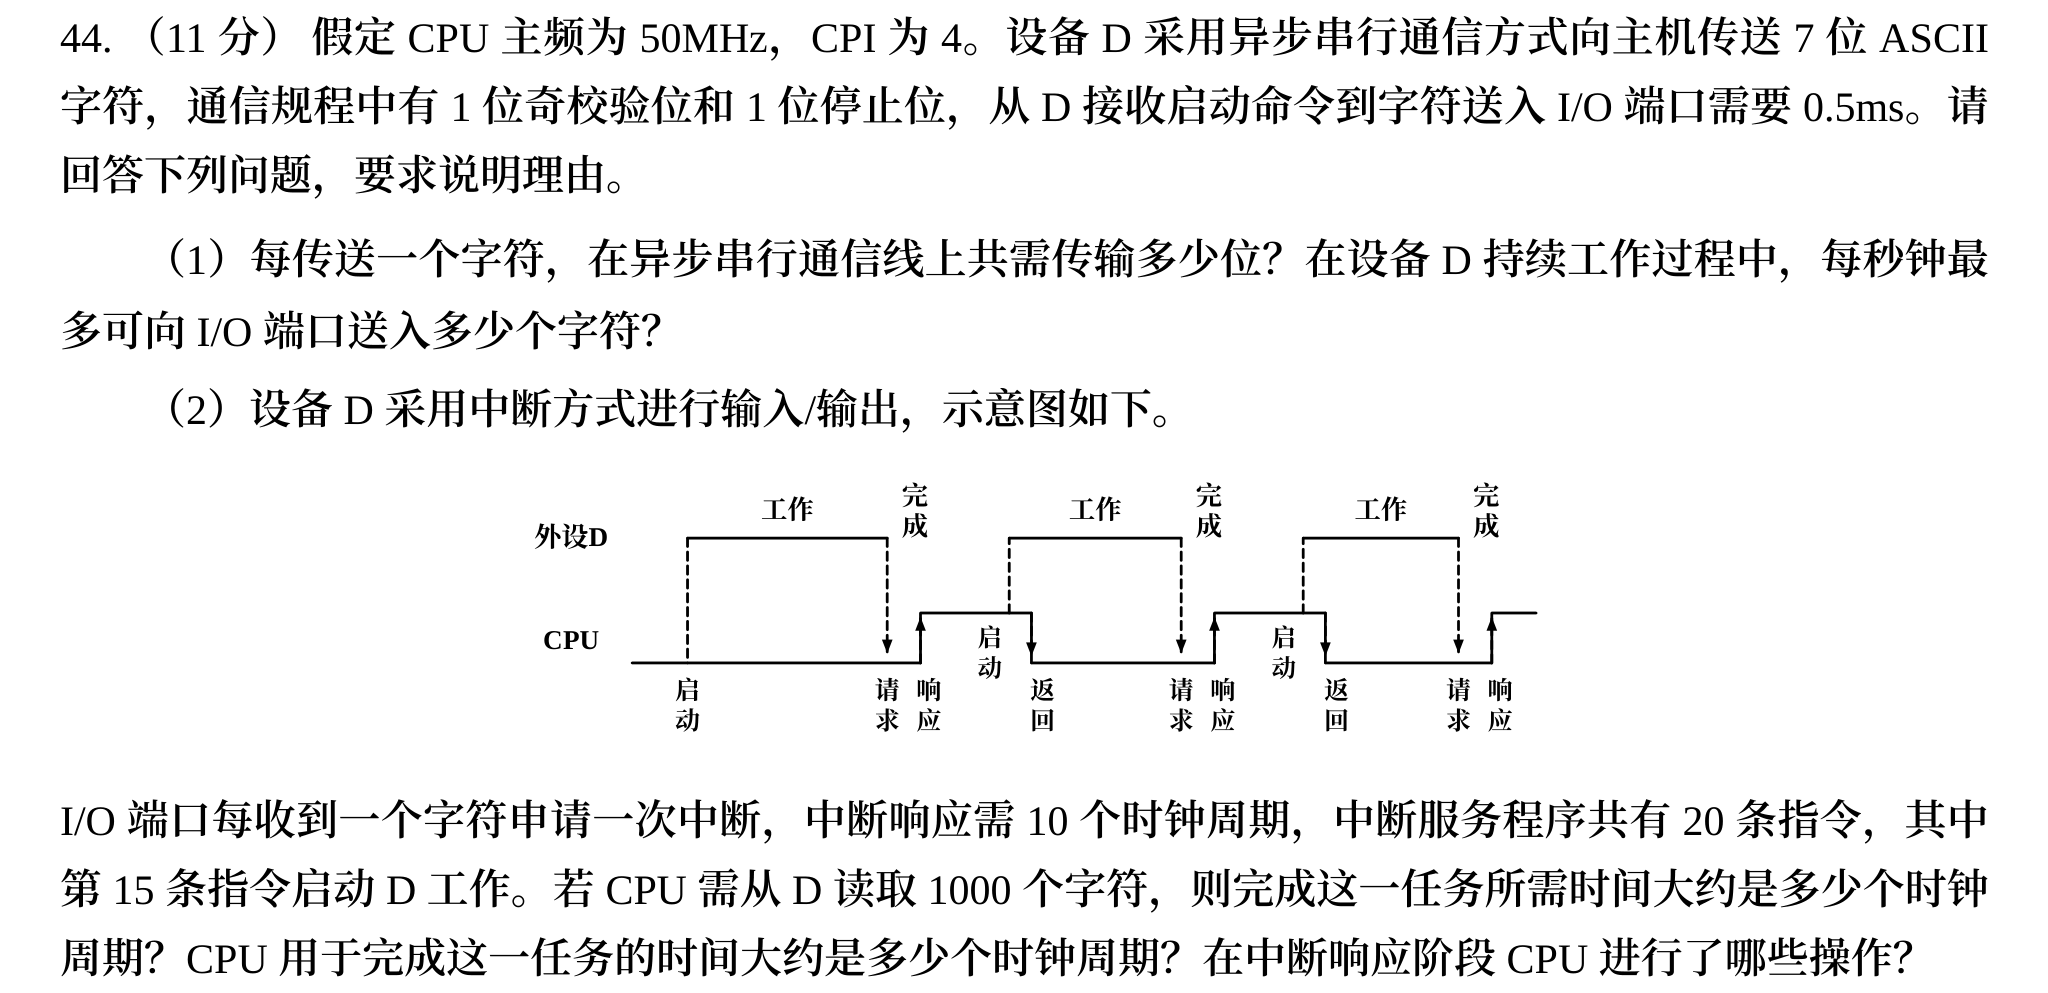 44. （11 分） 假定 CPU 主频为 50MHz，CPI 为 4。设备 D 采用异步串行通信方式向主机传送 7 位 ASCII
字符，通信规程中有 1 位奇校验位和 1 位停止位，从 D 接收启动命令到字符送入 I/O 端口需要 0.5ms。请
回答下列问题，要求说明理由。
（1）每传送一个字符，在异步串行通信线上共需传输多少位？在设备 D 持续工作过程中，每秒钟最
多可向 I/O 端口送入多少个字符？
（2）设备 D 采用中断方式进行输入/输出，示意图如下。
工作 完成 工作 完成 工作 完成
外设D
CPU
启动 启动
启动 请求 响应 返回 请求 响应 返回 请求 响应
I/O 端口每收到一个字符申请一次中断，中断响应需 10 个时钟周期，中断服务程序共有 20 条指令，其中
第 15 条指令启动 D 工作。若 CPU 需从 D 读取 1000 个字符，则完成这一任务所需时间大约是多少个时钟
周期？CPU 用于完成这一任务的时间大约是多少个时钟周期？在中断响应阶段 CPU 进行了哪些操作？